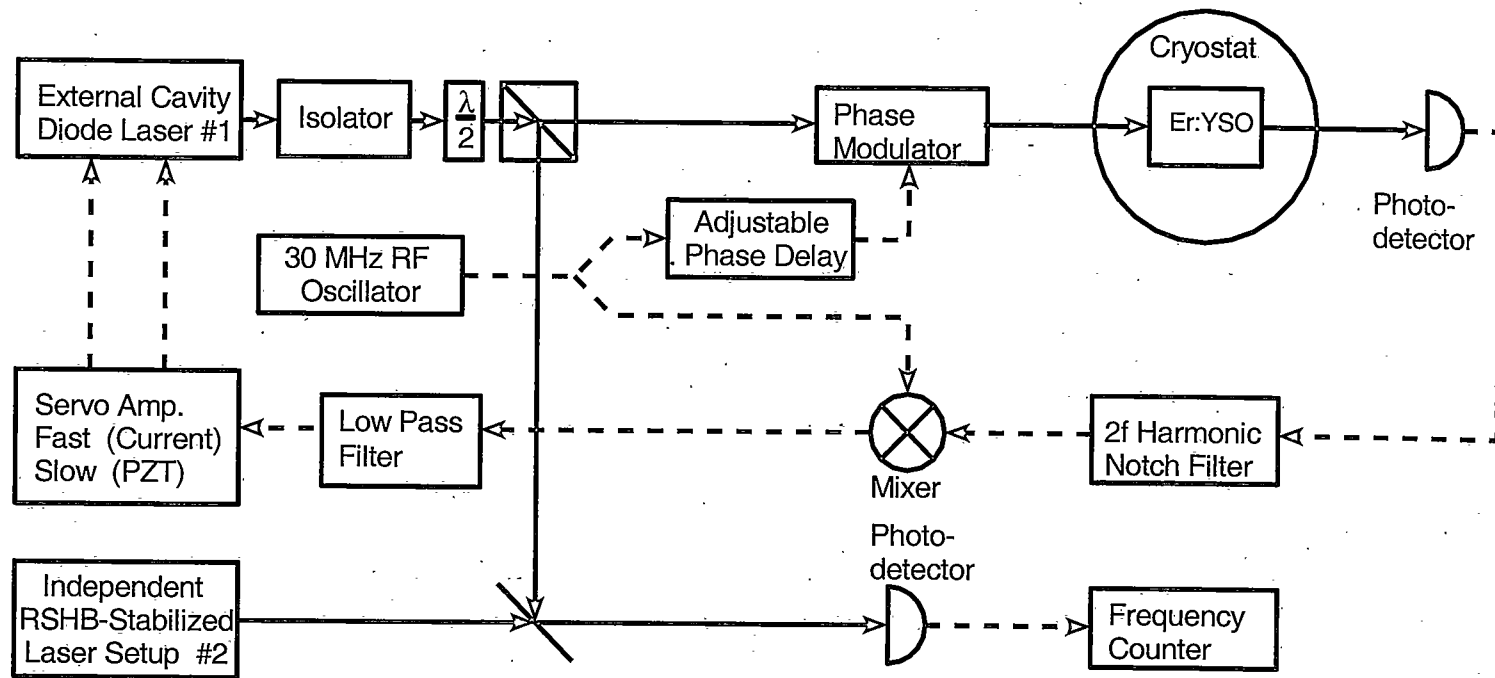 External Cavity
Diode Laser #1
Isolator
λ
2
Phase
Modulator
Cryostat
Er:YSO
Photo-
detector
30 MHz RF
Oscillator
Adjustable
Phase Delay
Servo Amp.
Fast (Current)
Slow (PZT)
Low Pass
Filter
Mixer
2f Harmonic
Notch Filter
Independent
RSHB-Stabilized
Laser Setup #2
Photo-
detector
Frequency
Counter